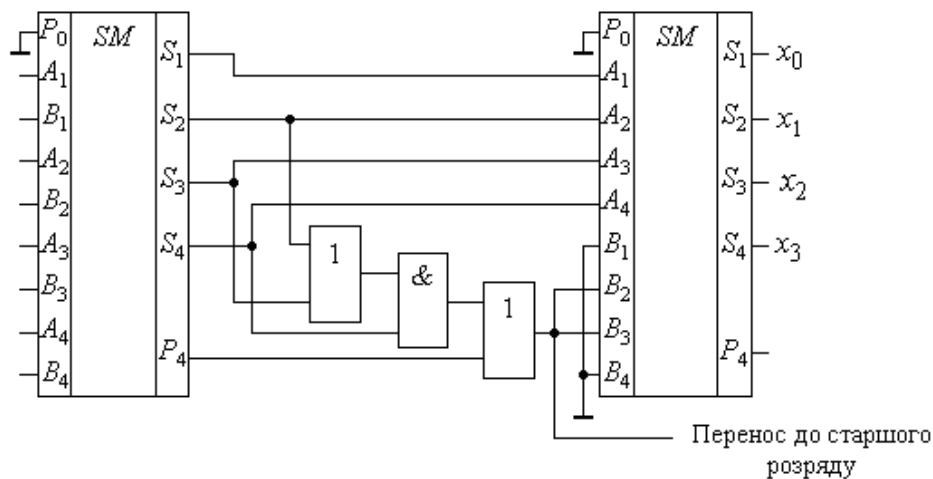 P0 SM
S1
A1
B1
S2
A2
S3
B2
S4
A3
B3
A4
P4
B4
1
&
1
P0 SM
S1 x0
A1
A2
S2 x1
A3
S3 x2
A4
B1
S4 x3
B2
B3
P4
B4
Перенос до старшого
розряду